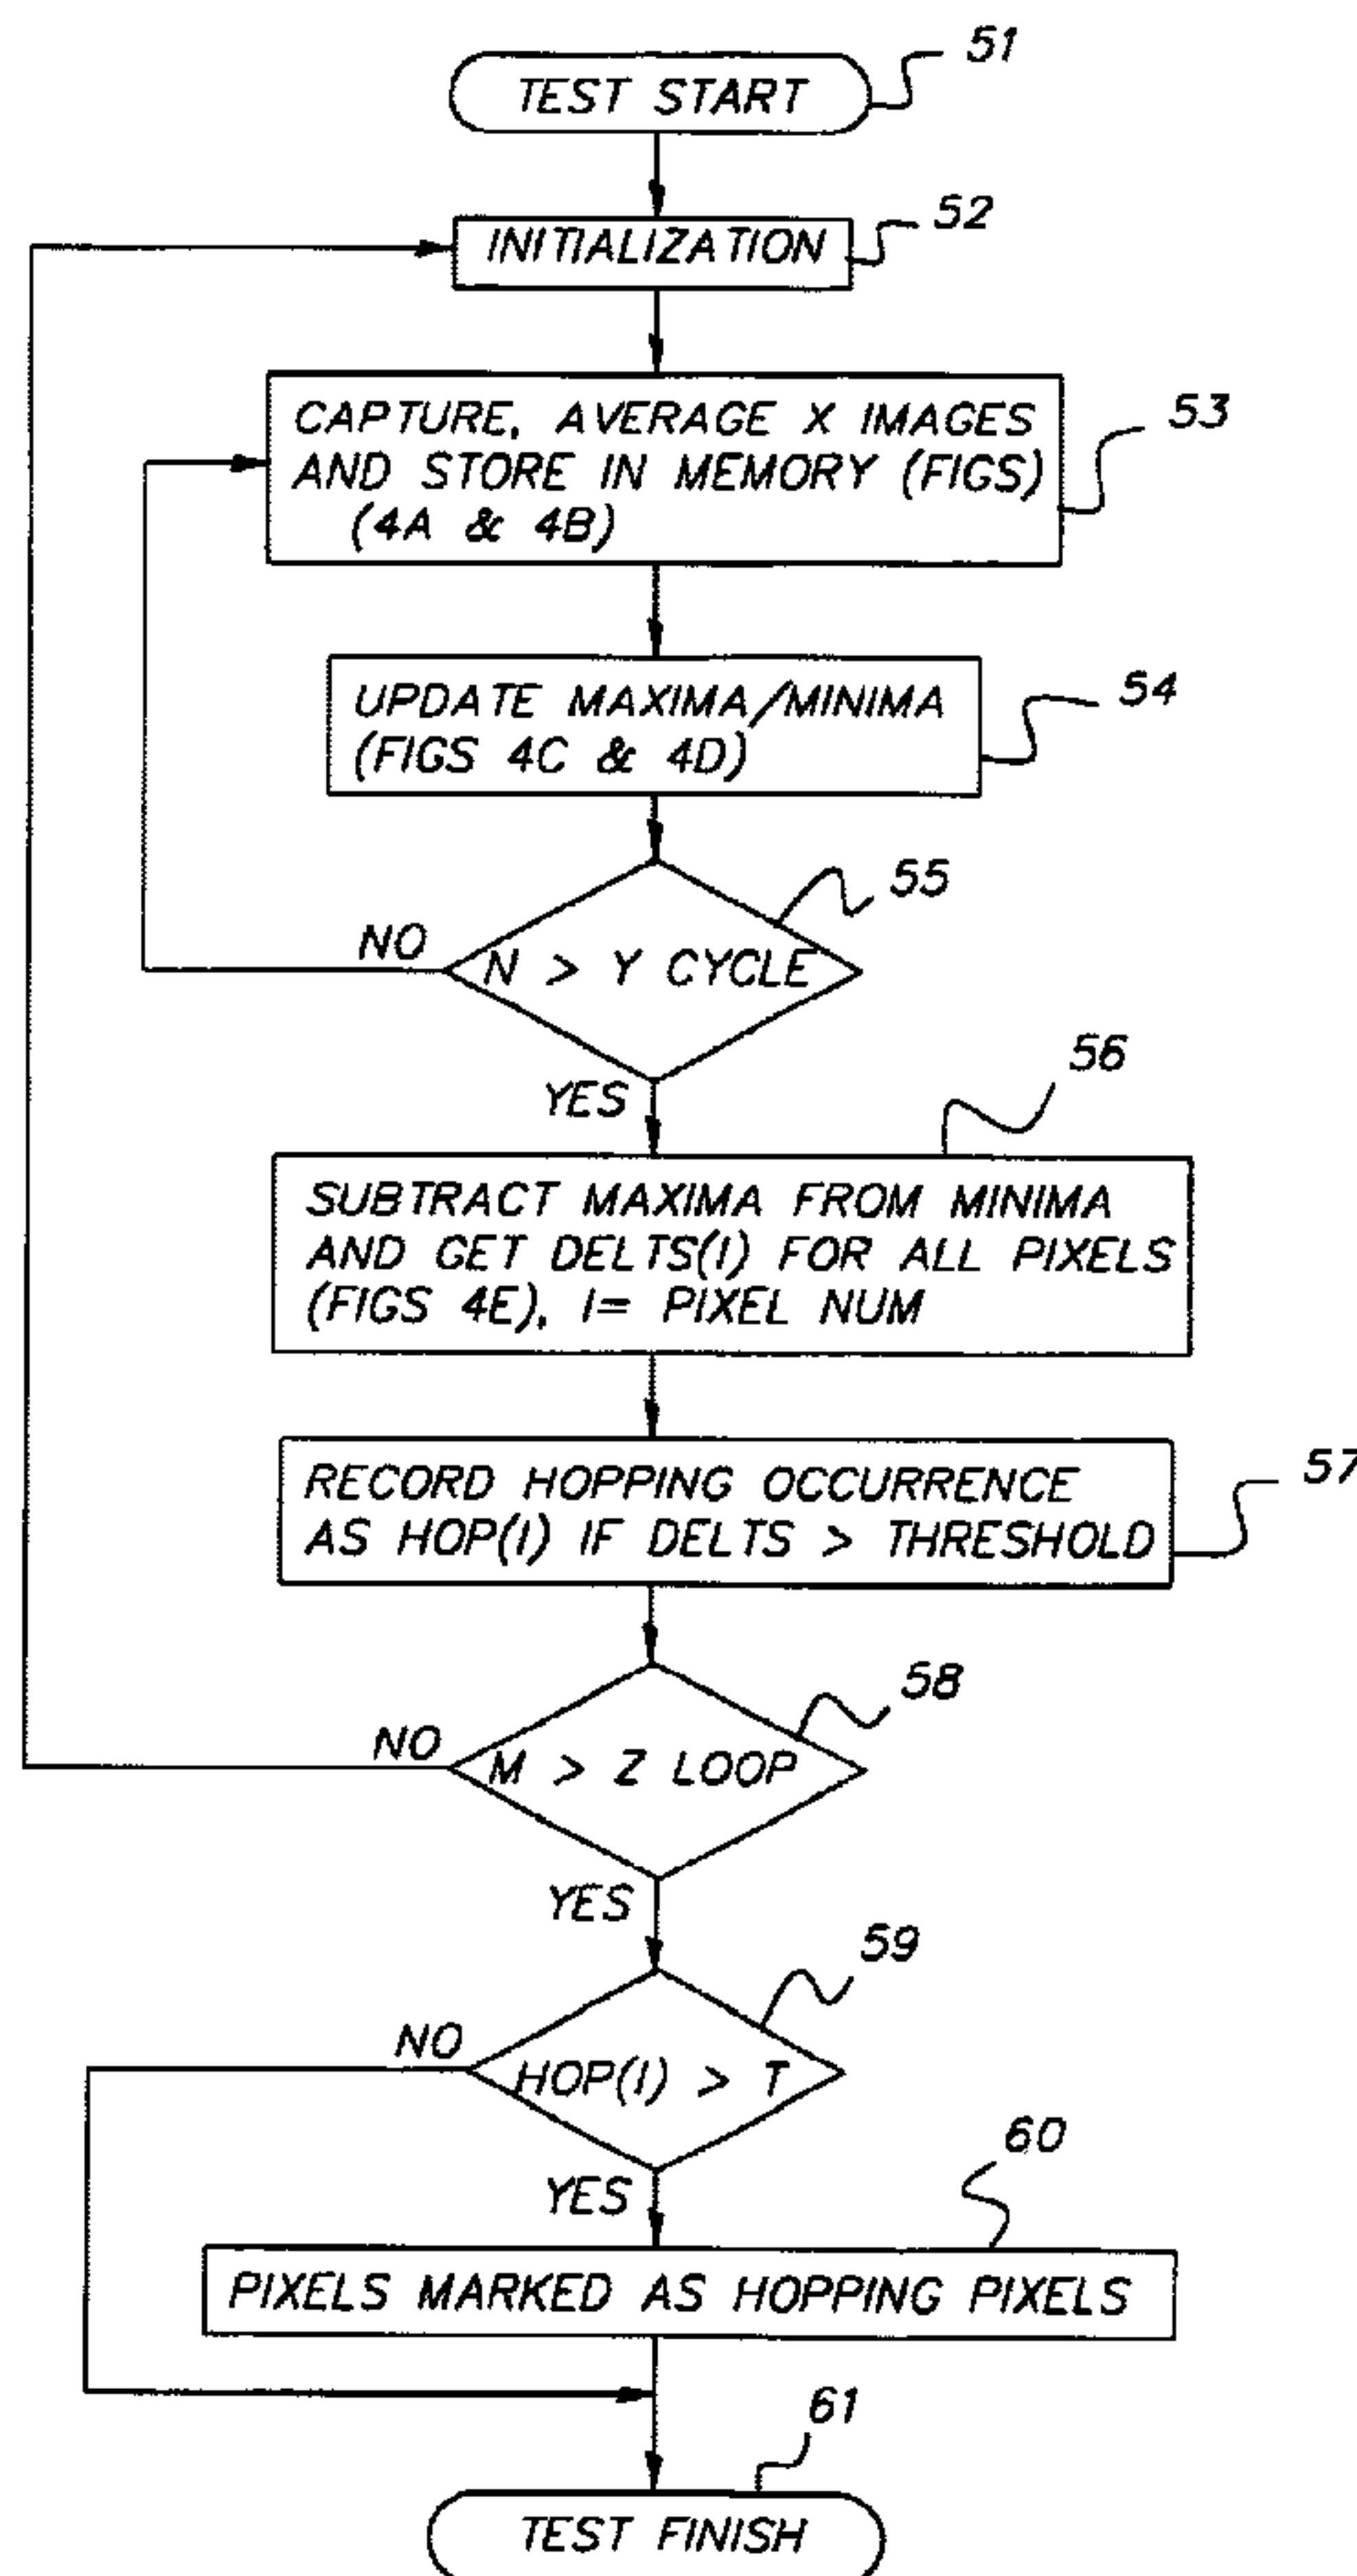 51
TEST START
52
INITIALIZATION
53
CAPTURE, AVERAGE X IMAGES
AND STORE IN MEMORY (FIGS)
(4A & 4B)
54
UPDATE MAXIMA/MINIMA
(FIGS 4C & 4D)
55
NO
N > Y CYCLE
YES
56
SUBTRACT MAXIMA FROM MINIMA
AND GET DELTS(I) FOR ALL PIXELS
(FIGS 4E), I= PIXEL NUM
57
RECORD HOPPING OCCURRENCE
AS HOP(I) IF DELTS > THRESHOLD
58
NO
M > Z LOOP
YES
59
NO
HOP(I) > T
YES
60
PIXELS MARKED AS HOPPING PIXELS
61
TEST FINISH